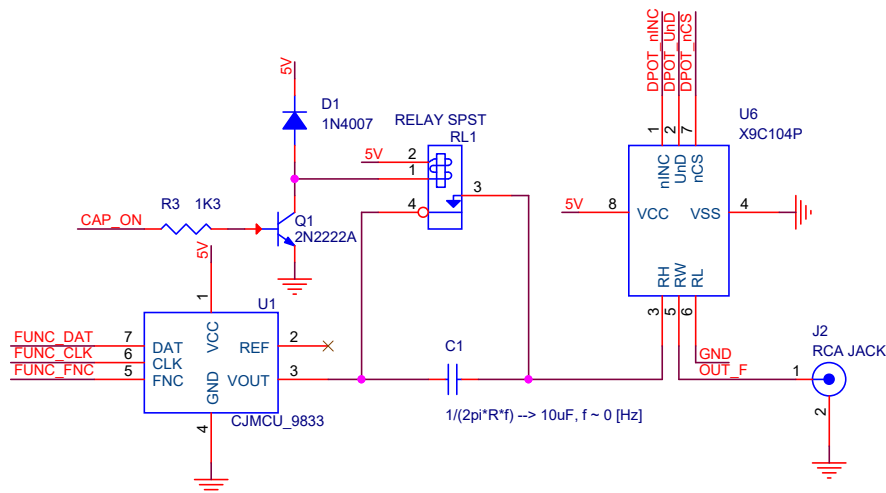 DPOT_nINC
DPOT_UnD
DPOT_nCS
5V
D1
1N4007
RELAY SPST
RL1
5V
2
1
3
4
1
2
7
U6
X9C104P
nINC
UnD
nCS
5V
8
VCC
VSS
4
RH
RW
RL
3
5
6
CAP_ON
R3
1K3
Q1
2N2222A
5V
1
U1
FUNC_DAT
7
DAT
VCC
REF
2
FUNC_CLK
6
CLK
FUNC_FNC
5
FNC
GND
VOUT
3
4
CJMCU_9833
C1
1/(2pi*R*f) --> 10uF, f ~ 0 [Hz]
GND
OUT_F
J2
RCA JACK
1
2